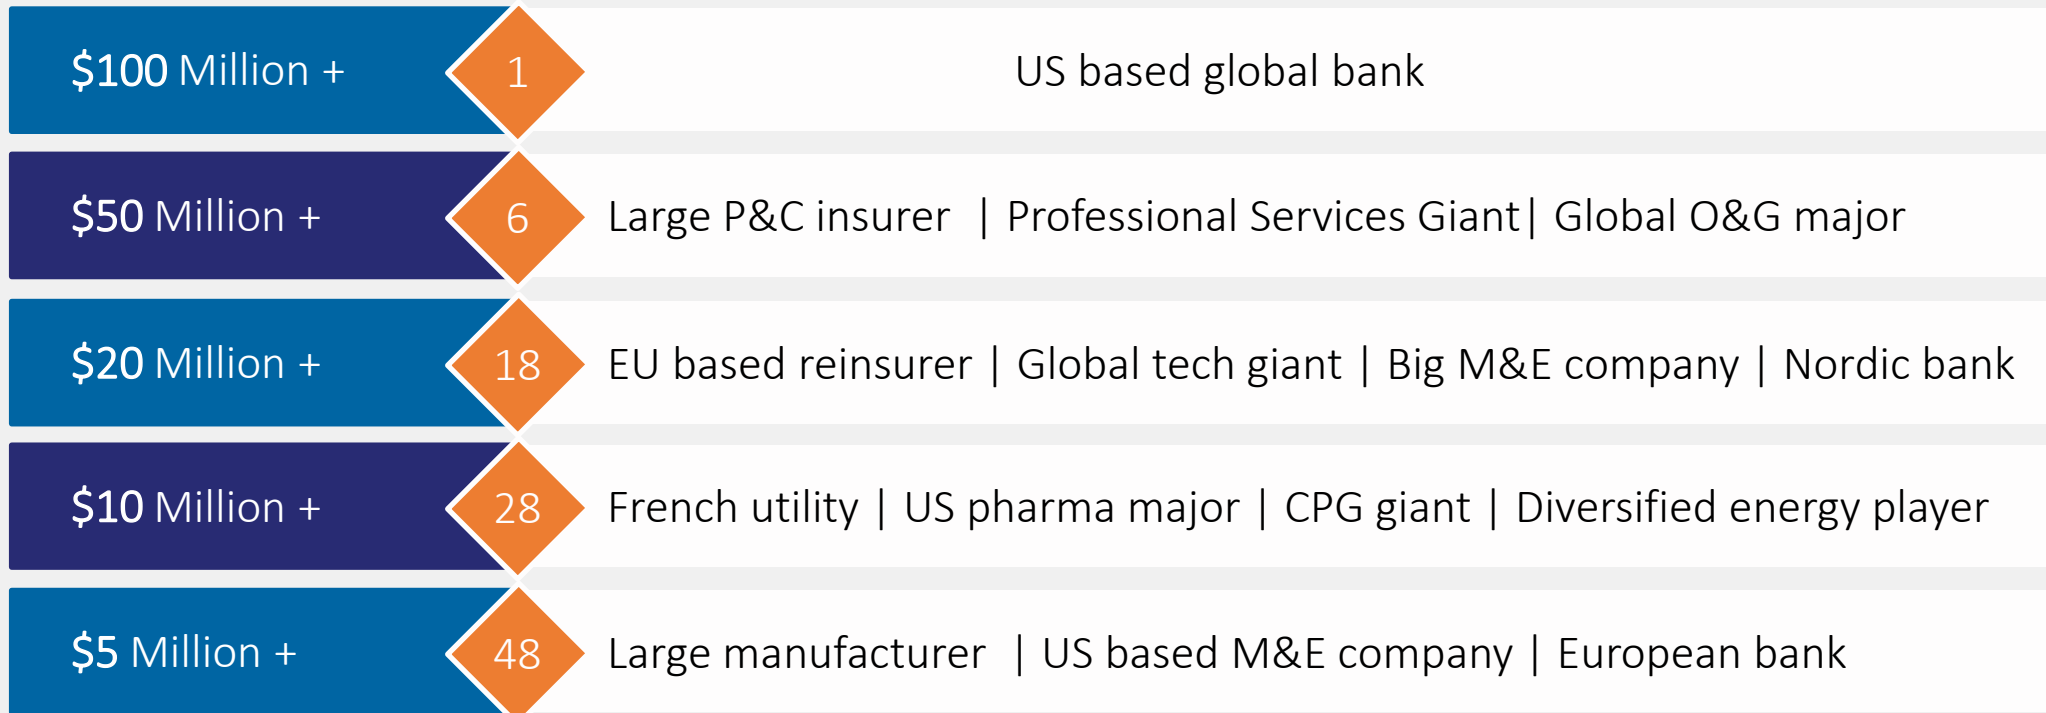 $100 Million + 1 US based global bank
$50 Million + 6 Large P&C insurer | Professional Services Giant| Global O&G major
$20 Million + 18 EU based reinsurer | Global tech giant | Big M&E company | Nordic bank
$10 Million + 28 French utility | US pharma major | CPG giant | Diversified energy player
$5 Million + 48 Large manufacturer | US based M&E company | European bank